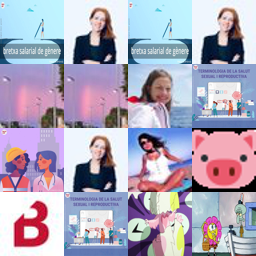 bretxa salarial de gènere
bretxa salarial de gènere
TERMINOLOGIA DE LA SALUT
SEXUAL I REPRODUCTIVA
TERMINOLOGIA DE LA SALUT
SEXUAL I REPRODUCTIVA
B